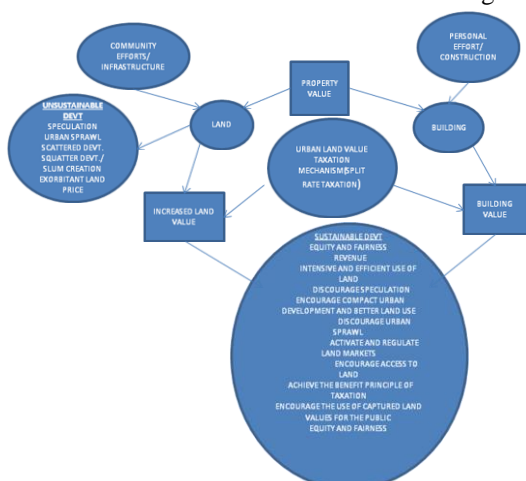 COMMUNITY
EFFORTS/
INFRASTRUCTURE
PERSONAL
EFFORT/
CONSTRUCTION
PROPERTY
VALUE
UNSUSTAINABLE
DEVT
SPECULATION
URBAN SPRAWL
SCATTERED DEVT.
SQUATTER DEVT./
SLUM CREATION
EXORBITANT LAND
PRICE
LAND
BUILDING
URBAN LAND VALUE
TAXATION
MECHANISM(SPLIT
RATE TAXATION)
INCREASED LAND
VALUE
BUILDING
VALUE
SUSTAINABLE DEVT
EQUITY AND FAIRNESS
REVENUE
INTENSIVE AND EFFICIENT USE OF
LAND
DISCOURAGE SPECULATION
ENCOURAGE COMPACT URBAN
DEVELOPMENT AND BETTER LAND USE
DISCOURAGE URBAN
SPRAWL
ACTIVATE AND REGULATE
LAND MARKETS
ENCOURAGE ACCESS TO
LAND
ACHIEVE THE BENEFIT PRINCIPLE OF
TAXATION
ENCOURAGE THE USE OF CAPTURED LAND
VALUES FOR THE PUBLIC
EQUITY AND FAIRNESS